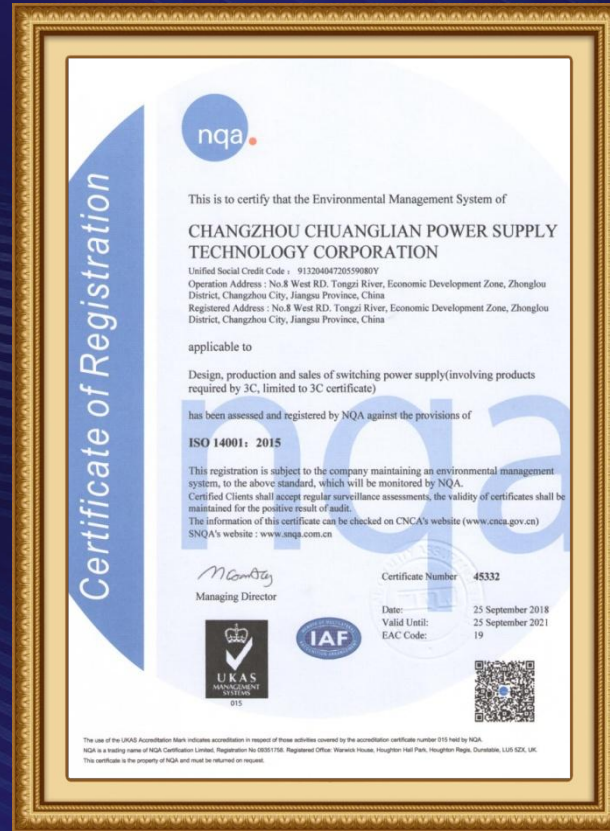 nqa.
Certificate of Registration
This is to certify that the Environmental Management System of
CHANGZHOU CHUANGLIAN POWER SUPPLY
TECHNOLOGY CORPORATION
Unified Social Credit Code : 91320404720559080Y
Operation Address : No.8 West RD. Tongzi River, Economic Development Zone, Zhonglou
District, Changzhou City, Jiangsu Province, China
Registered Address : No.8 West RD. Tongzi River, Economic Development Zone, Zhonglou
District, Changzhou City, Jiangsu Province, China
applicable to
Design, production and sales of switching power supply(involving products
required by 3C, limited to 3C certificate)
has been assessed and registered by NQA against the provisions of
ISO 14001: 2015
This registration is subject to the company maintaining an environmental management
system, to the above standard, which will be monitored by NQA.
Certified Clients shall accept regular surveillance assessments, the validity of certificates shall be
maintained for the positive result of audit.
The information of this certificate can be checked on CNCA's website (www.cnca.gov.cn)
SNQA's website : www.snqa.com.cn
nqa
Managing Director
Certificate Number 45332
Date: 25 September 2018
Valid Until: 25 September 2021
EAC Code: 19
IAF
UKAS
MANAGEMENT
SYSTEMS
015
The use of the UKAS Accreditation Mark indicates accreditation in respect of those activities covered by the accreditation certificate number 015 held by NQA.
NQA is a trading name of NQA Certification Limited, Registration No 09351758. Registered Office: Warwick House, Houghton Hall Park, Houghton Regis, Dunstable, LU5 5ZX, UK.
This certificate is the property of NQA and must be returned on request.